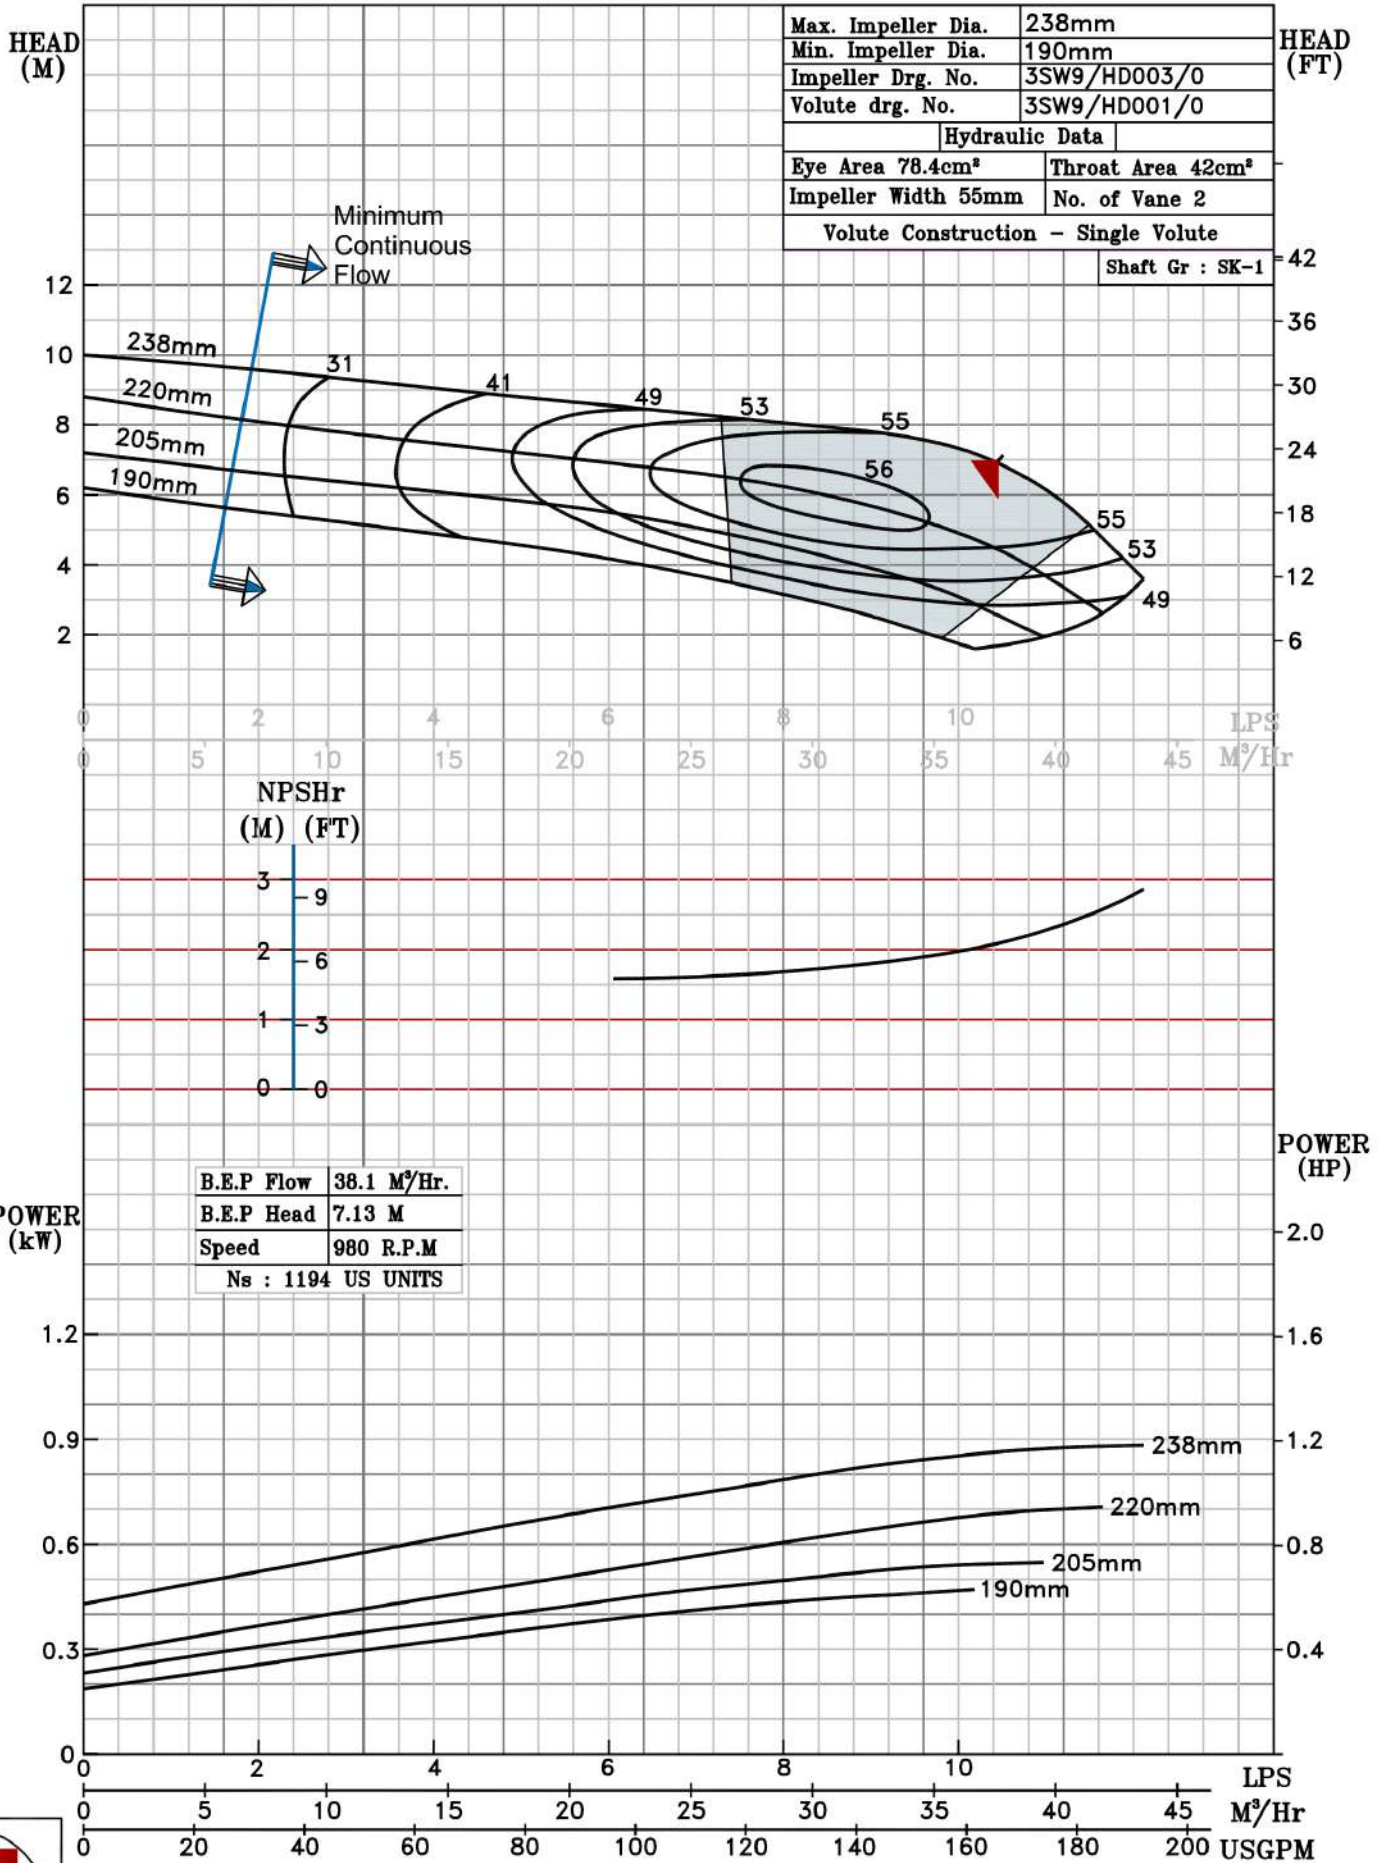 HEAD
(M)
Max. Impeller Dia. 238mm
Min. Impeller Dia. 190mm
Impeller Drg. No. 3SW9/HD003/0
Volute drg. No. 3SW9/HD001/0
Hydraulic Data
Eye Area 78.4cm² Throat Area 42cm²
Impeller Width 55mm No. of Vane 2
Volute Construction - Single Volute
Shaft Gr : SK-1
HEAD
(FT)
Minimum
Continuous
Flow
12
10
8
6
4
2
42
36
30
24
18
12
6
238mm
220mm
205mm
190mm
31
41
49
53
55
56
55
53
49
0 2 4 6 8 10 LPS
0 5 10 15 20 25 30 35 40 45 M³/Hr
NPSHr
(M) (FT)
3
9
2
6
1
3
0 0
B.E.P Flow 38.1 M³/Hr.
B.E.P Head 7.13 M
Speed 980 R.P.M
Ns : 1194 US UNITS
POWER
(HP)
2.0
1.6
1.2
0.8
0.4
POWER
(kW)
1.2
0.9
0.6
0.3
0
238mm
220mm
205mm
190mm
0 2 4 6 8 10 LPS
0 5 10 15 20 25 30 35 40 45 M³/Hr
0 20 40 60 80 100 120 140 160 180 200 USGPM